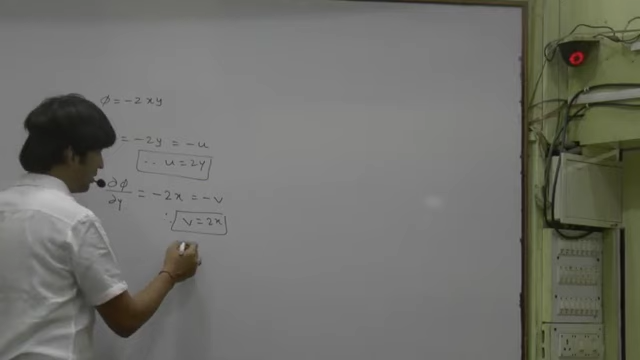 ϕ = -2xy
= -2y = -u
∴ u = 2y
∂ϕ/∂y = -2x = -v
∴ v = 2x